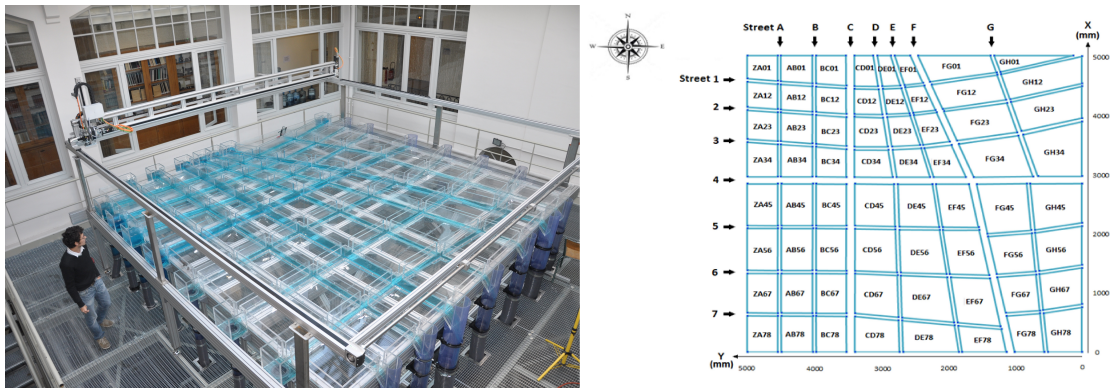 N
W E
S
Street A B C D E F G
X
(mm)
Street 1
2
3
4
5
6
7
ZA01 AB01 BC01 CD01 DE01 EF01 FG01 GH01
ZA12 AB12 BC12 CD12 DE12 EF12 FG12 GH12
ZA23 AB23 BC23 CD23 DE23 EF23 FG23 GH23
ZA34 AB34 BC34 CD34 DE34 EF34 FG34 GH34
ZA45 AB45 BC45 CD45 DE45 EF45 FG45 GH45
ZA56 AB56 BC56 CD56 DE56 EF56 FG56 GH56
ZA67 AB67 BC67 CD67 DE67 EF67 FG67 GH67
ZA78 AB78 BC78 CD78 DE78 EF78 FG78 GH78
5000
4000
3000
2000
1000
0
Y
(mm)
5000 4000 3000 2000 1000 0